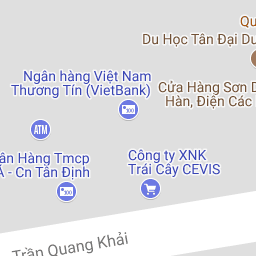 Qu
Du Học Tân Đại Du
Ngân hàng Việt Nam
Thương Tín (VietBank)
Cửa Hàng Sơn D
Hàn, Điện Các
ATM
ân Hàng Tmcp
Á - Cn Tân Định
Công ty XNK
Trái Cây CEVIS
Trần Quang Khải